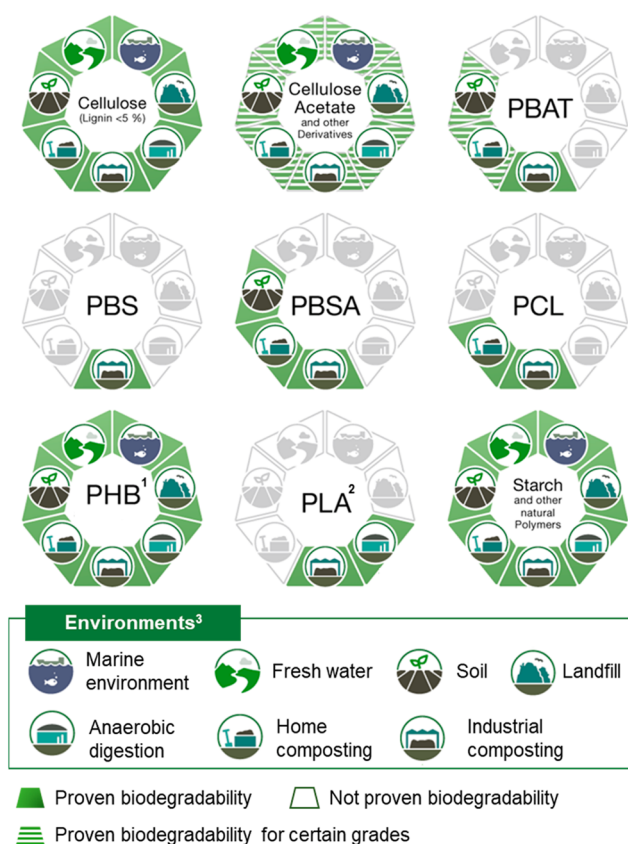 Cellulose
(Lignin <5 %)
Cellulose
Acetate
and other
Derivatives
PBAT
PBS
PBSA
PCL
PHB¹
PLA²
Starch
and other
natural
Polymers
Environments³
Marine
environment
Fresh water
Soil
Landfill
Anaerobic
digestion
Home
composting
Industrial
composting
Proven biodegradability
Not proven biodegradability
Proven biodegradability for certain grades